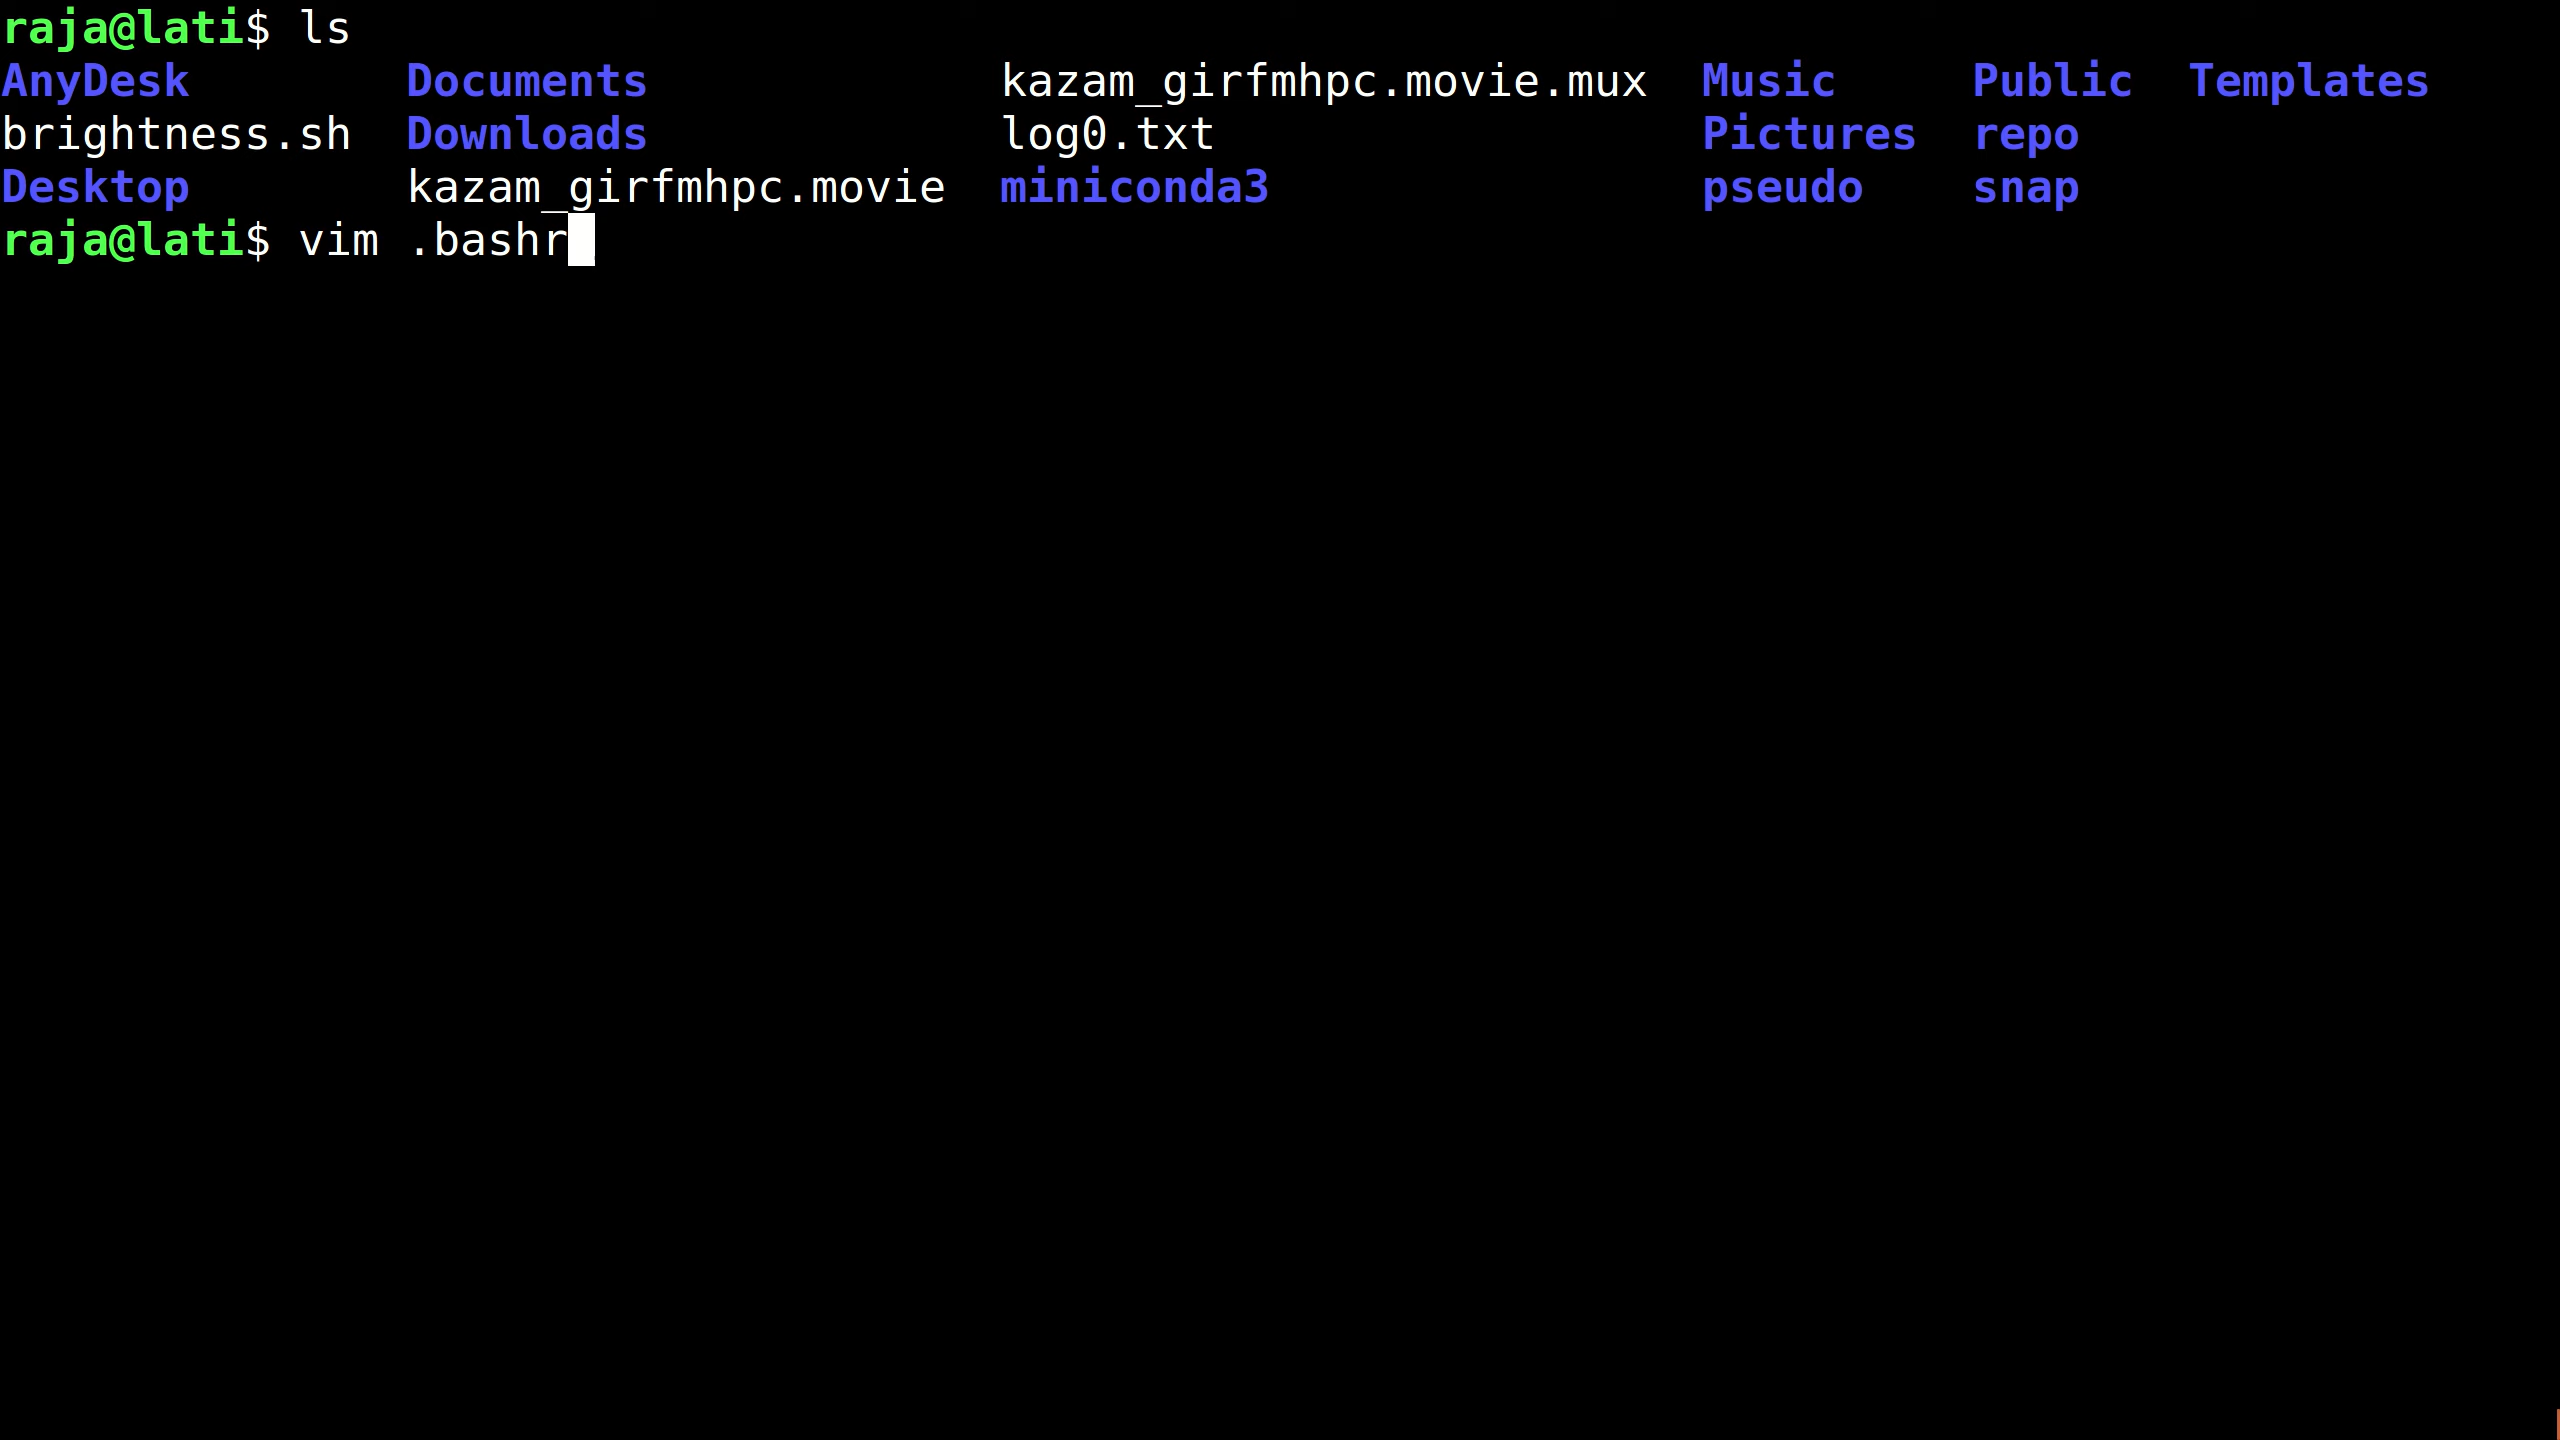 raja@lati$ ls
AnyDesk Documents kazam_girfmhpc.movie.mux Music Public Templates
brightness.sh Downloads log0.txt Pictures repo
Desktop kazam_girfmhpc.movie miniconda3 pseudo snap
raja@lati$ vim .bashr